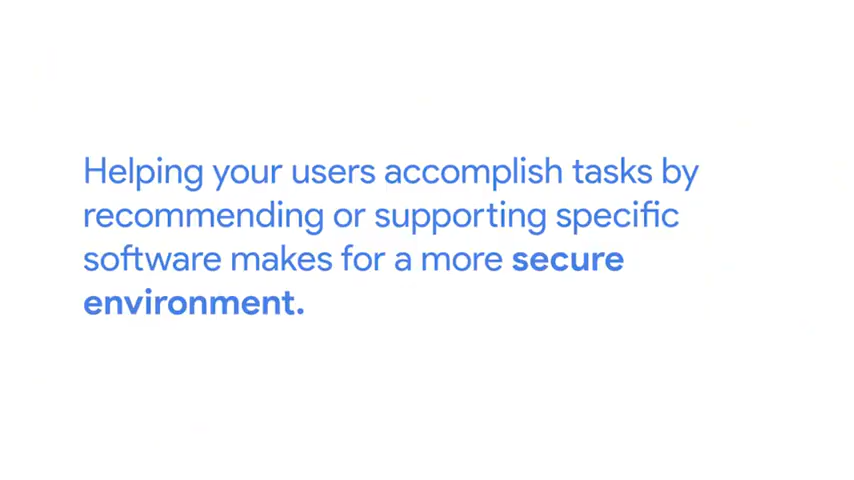 Helping your users accomplish tasks by
recommending or supporting specific
software makes for a more secure
environment.